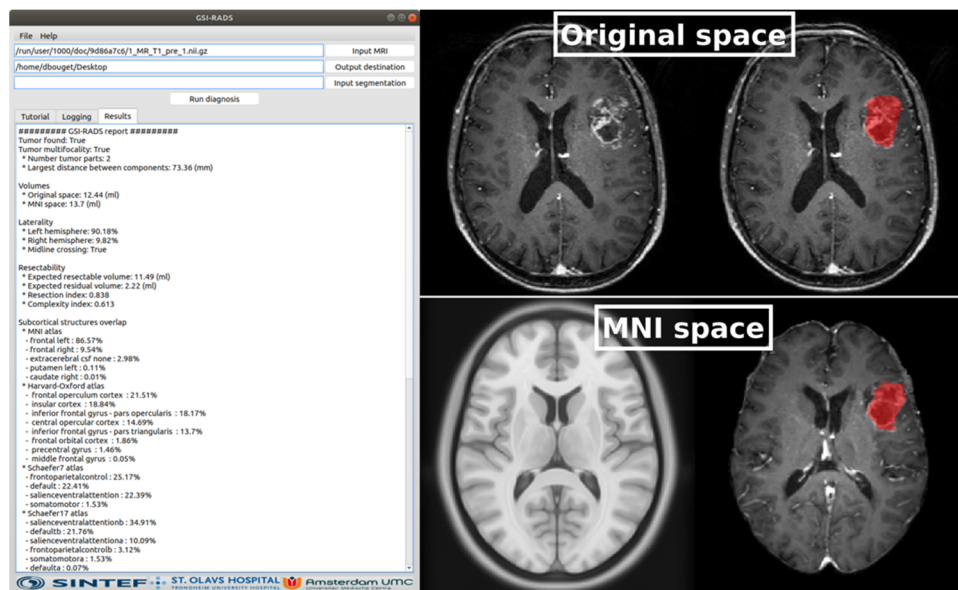 GSI-RADS
File Help
/run/user/1000/doc/9d86a7c6/1_MR_T1_pre_1.nii.gz
Input MRI
/home/dbouget/Desktop
Output destination
Input segmentation
Run diagnosis
Tutorial Logging Results
######### GSI-RADS report #########
Tumor found: True
Tumor multifocality: True
* Number tumor parts: 2
* Largest distance between components: 73.36 (mm)
Volumes
* Original space: 12.44 (ml)
* MNI space: 13.7 (ml)
Laterality
* Left hemisphere: 90.18%
* Right hemisphere: 9.82%
* Midline crossing: True
Resectability
* Expected resectable volume: 11.49 (ml)
* Expected residual volume: 2.22 (ml)
* Resection index: 0.838
* Complexity index: 0.613
Subcortical structures overlap
* MNI atlas
- frontal left : 86.57%
- frontal right : 9.54%
- extracerebral csf none : 2.98%
- putamen left : 0.11%
- caudate right : 0.01%
* Harvard-Oxford atlas
- frontal operculum cortex : 21.51%
- insular cortex : 18.84%
- inferior frontal gyrus - pars opercularis : 18.17%
- central opercular cortex : 14.69%
- inferior frontal gyrus - pars triangularis : 13.7%
- frontal orbital cortex : 1.86%
- precentral gyrus : 1.46%
- middle frontal gyrus : 0.05%
* Schaefer7 atlas
- frontoparietalcontrol : 25.17%
- default : 22.41%
- salienceventralattention : 22.39%
- somatomotor : 1.53%
* Schaefer17 atlas
- salienceventralattentionb : 34.91%
- defaultb : 21.76%
- salienceventralattentiona : 10.09%
- frontoparietalcontrolb : 3.12%
- somatomotora : 1.53%
- defaulta : 0.07%
SINTEF
ST. OLAVS HOSPITAL
TRONDHEIM UNIVERSITY HOSPITAL
Amsterdam UMC
Universitair Medische Centra
Original space
MNI space